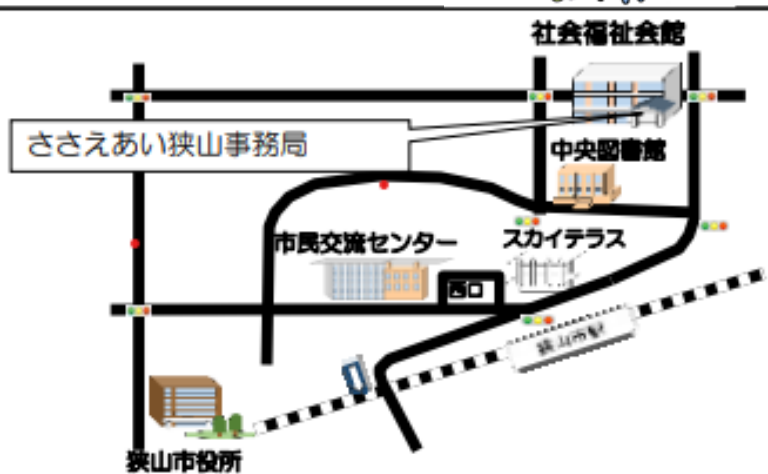 社会福祉会館
ささえあい狭山事務局
中央図書館
市民交流センター
スカイテラス
西口
狭山市駅
狭山市役所